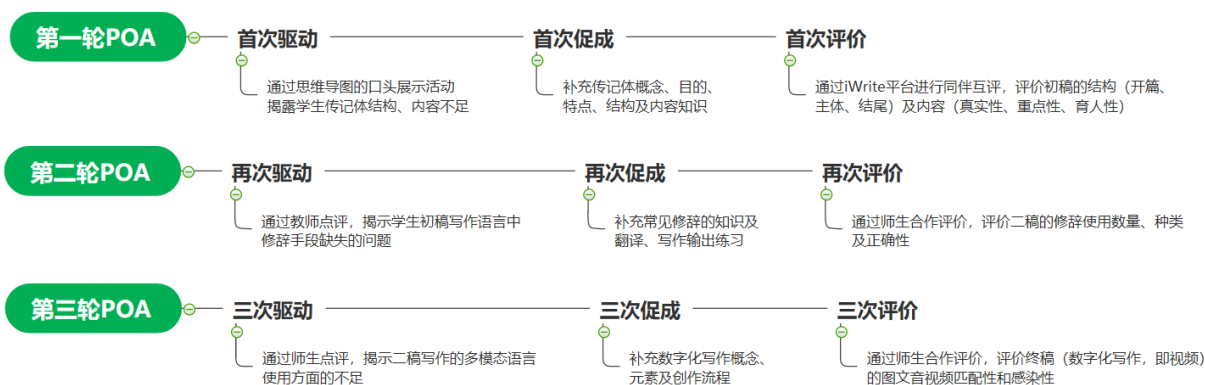 第一轮POA
首次驱动
首次促成
首次评价
通过思维导图的口头展示活动
揭露学生传记体结构、内容不足
补充传记体概念、目的、
特点、结构及内容知识
通过iWrite平台进行同伴互评，评价初稿的结构（开篇、
主体、结尾）及内容（真实性、重点性、育人性）
第二轮POA
再次驱动
再次促成
再次评价
通过教师点评，揭示学生初稿写作语言中
修辞手段缺失的问题
补充常见修辞的知识及
翻译、写作输出练习
通过师生合作评价，评价二稿的修辞使用数量、种类
及正确性
第三轮POA
三次驱动
三次促成
三次评价
通过师生点评，揭示二稿写作的多模态语言
使用方面的不足
补充数字化写作概念、
元素及创作流程
通过师生合作评价，评价终稿（数字化写作，即视频）
的图文音视频匹配性和感染性